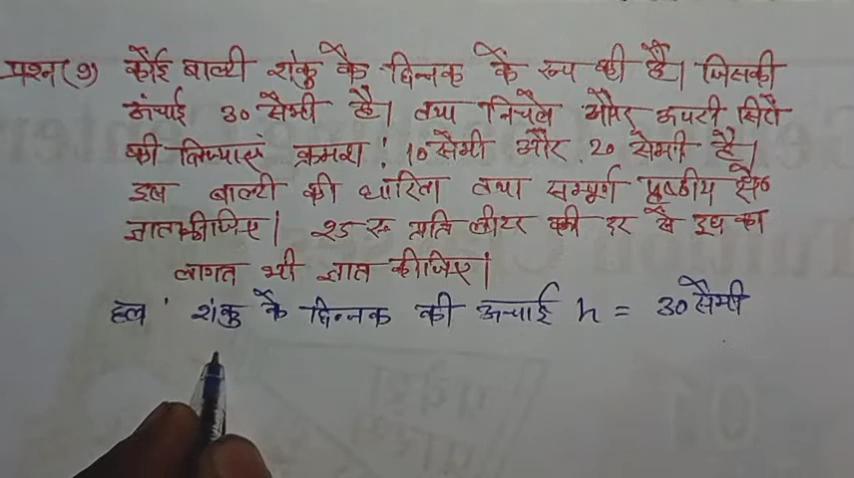 प्रश्न(9) कोई बाल्टी शंकु के छिन्नक के रूप की है। जिसकी
ऊंचाई 30 सेमी है। तथा निचले और ऊपरी सिरों
की त्रिज्याएं क्रमशः 10 सेमी और 20 सेमी है।
इस बाल्टी की धारिता तथा सम्पूर्ण पृष्ठीय क्षे०
ज्ञातकीजिए। 25 रु प्रति लीटर की दर से दूध का
लागत भी ज्ञात कीजिए।
हल : शंकु के छिन्नक की ऊंचाई h = 30 सेमी